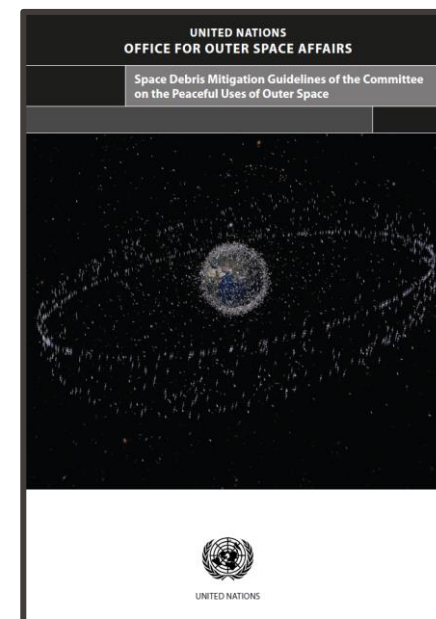 UNITED NATIONS
OFFICE FOR OUTER SPACE AFFAIRS
Space Debris Mitigation Guidelines of the Committee
on the Peaceful Uses of Outer Space
UNITED NATIONS